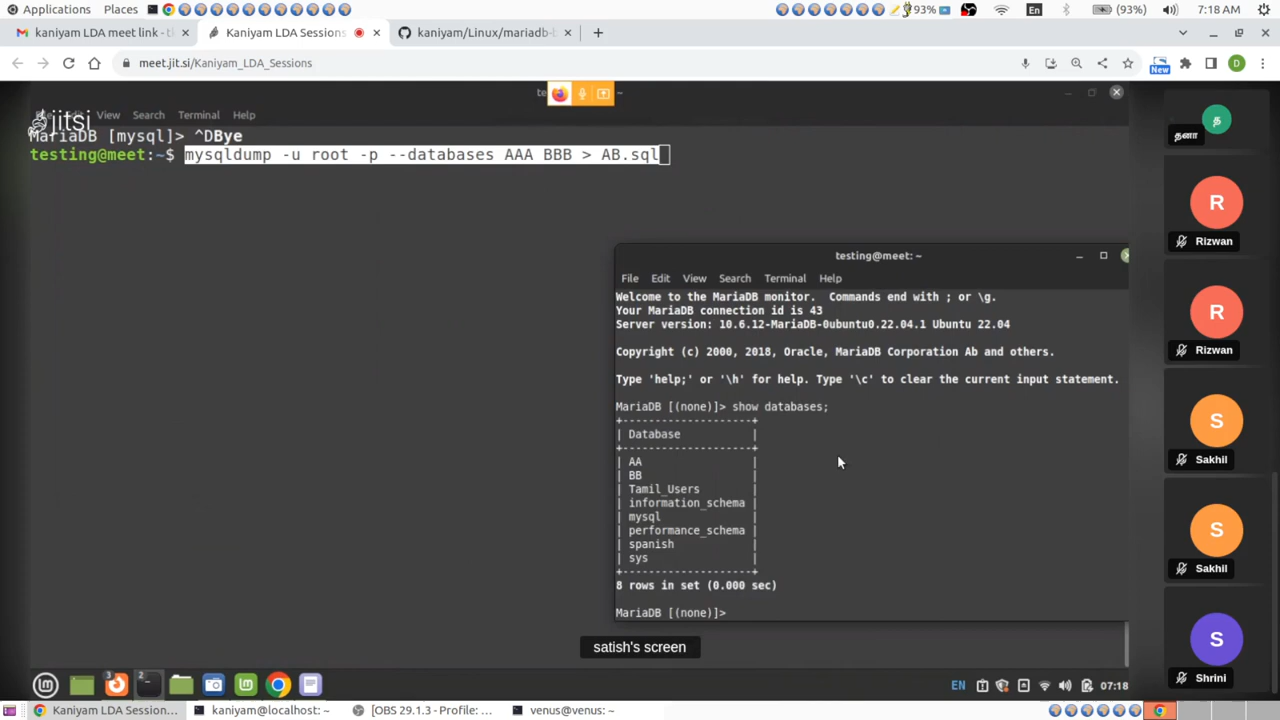 Applications Places 93% En (93%) 7:18 AM
kaniyam LDA meet link - tk Kaniyam LDA Sessions kaniyam/Linux/mariadb-b
meet.jit.si/Kaniyam_LDA_Sessions New D
jitsi View Search Terminal Help
MariaDB [mysql]> ^DBye
testing@meet:~$ mysqldump -u root -p --databases AAA BBB > AB.sql
testing@meet: ~
File Edit View Search Terminal Help
Welcome to the MariaDB monitor. Commands end with ; or \g.
Your MariaDB connection id is 43
Server version: 10.6.12-MariaDB-0ubuntu0.22.04.1 Ubuntu 22.04
Copyright (c) 2000, 2018, Oracle, MariaDB Corporation Ab and others.
Type 'help;' or '\h' for help. Type '\c' to clear the current input statement.
MariaDB [(none)]> show databases;
+--------------------+
| Database |
+--------------------+
| AA |
| BB |
| Tamil_Users |
| information_schema |
| mysql |
| performance_schema |
| spanish |
| sys |
+--------------------+
8 rows in set (0.000 sec)
MariaDB [(none)]>
satish's screen
த
தனா
R
Rizwan
R
Rizwan
S
Sakhil
S
Sakhil
S
Shrini
3 2 EN 07:18
Kaniyam LDA Session... kaniyam@localhost: ~ [OBS 29.1.3 - Profile: ... venus@venus: ~